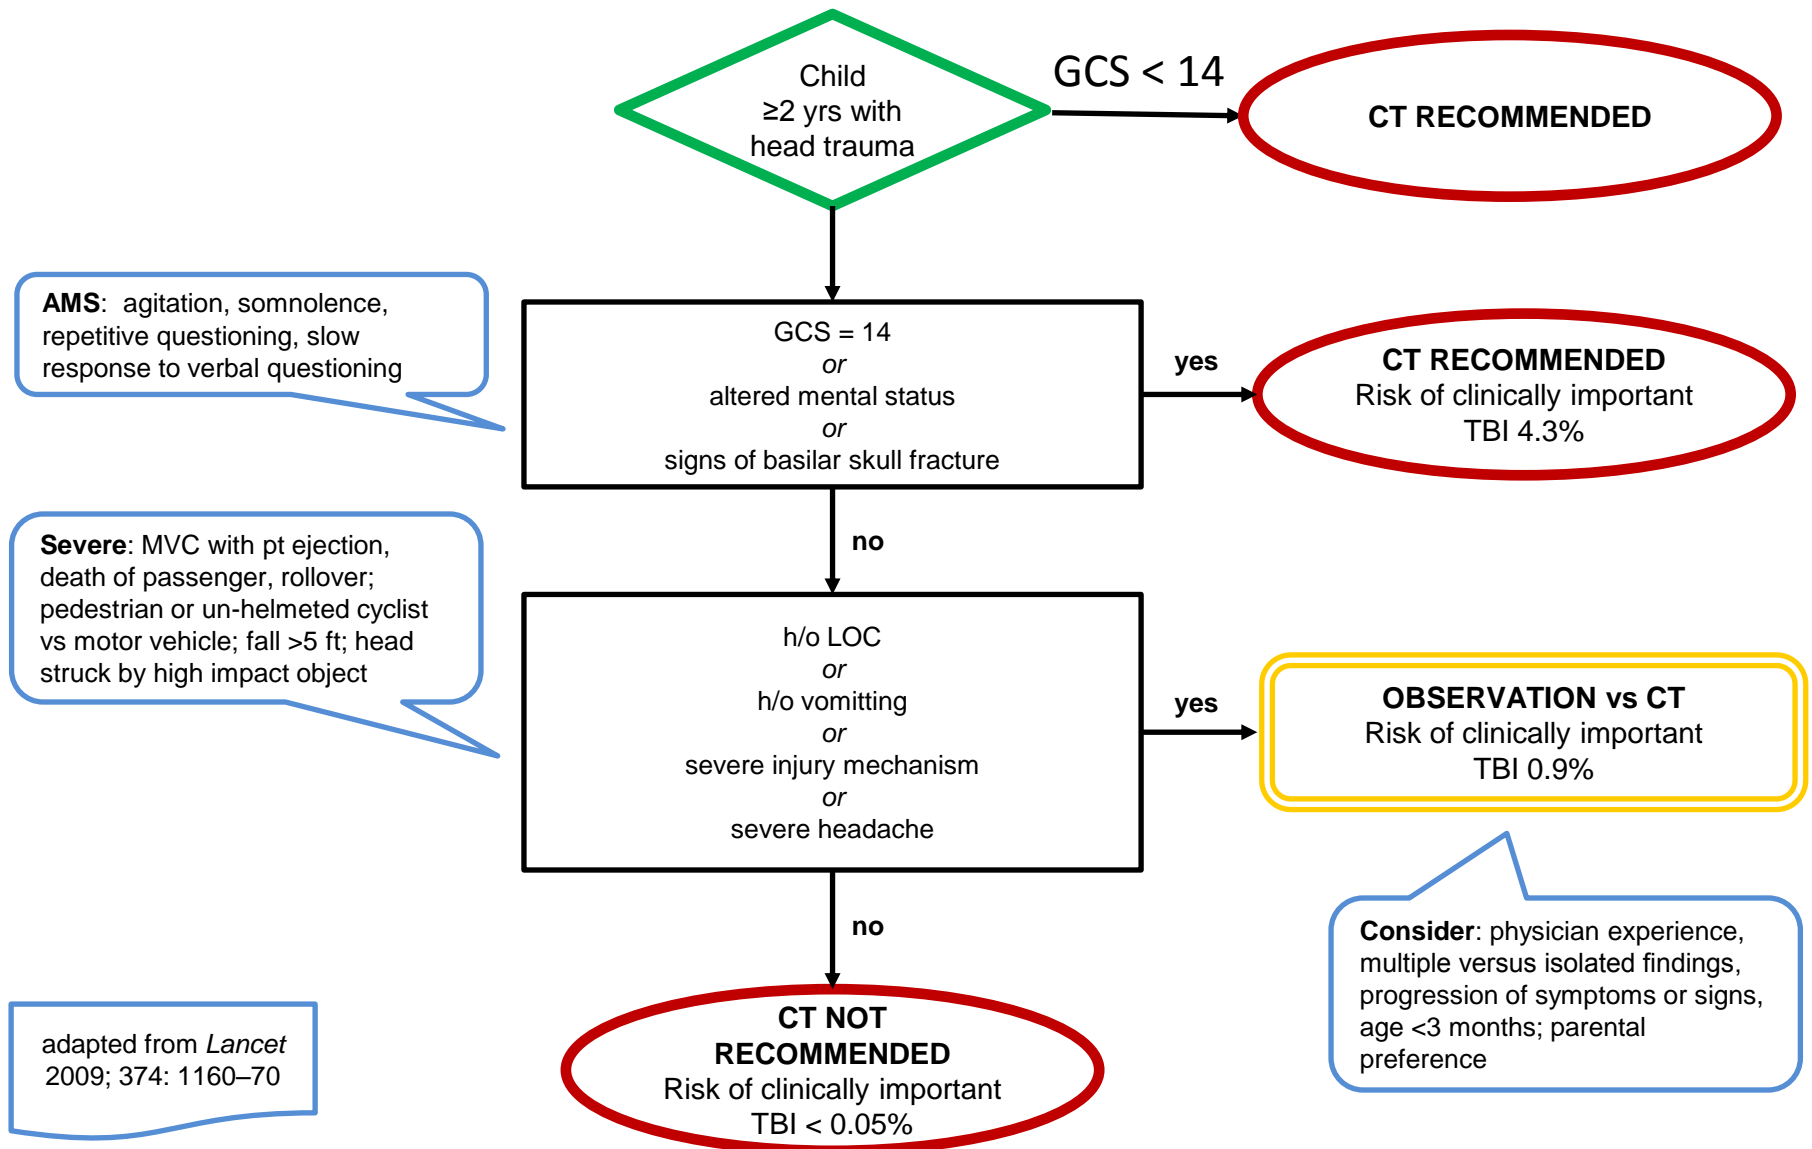 Child
≥2 yrs with
head trauma
GCS < 14
CT RECOMMENDED
AMS: agitation, somnolence,
repetitive questioning, slow
response to verbal questioning
GCS = 14
or
altered mental status
or
signs of basilar skull fracture
yes
CT RECOMMENDED
Risk of clinically important
TBI 4.3%
no
Severe: MVC with pt ejection,
death of passenger, rollover;
pedestrian or un-helmeted cyclist
vs motor vehicle; fall >5 ft; head
struck by high impact object
h/o LOC
or
h/o vomitting
or
severe injury mechanism
or
severe headache
yes
OBSERVATION vs CT
Risk of clinically important
TBI 0.9%
no
Consider: physician experience,
multiple versus isolated findings,
progression of symptoms or signs,
age <3 months; parental
preference
CT NOT
RECOMMENDED
Risk of clinically important
TBI < 0.05%
adapted from Lancet
2009; 374: 1160–70